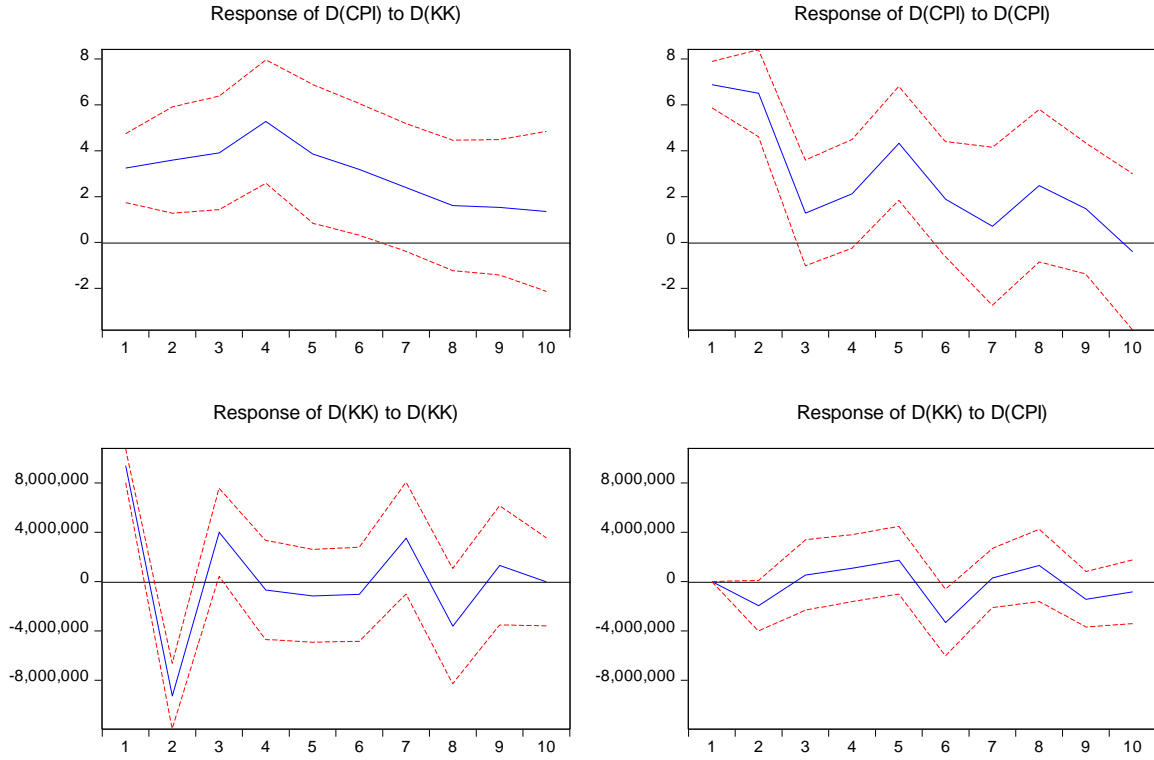 Response of D(CPI) to D(KK)
8
6
4
2
0
-2
1 2 3 4 5 6 7 8 9 10
Response of D(CPI) to D(CPI)
8
6
4
2
0
-2
1 2 3 4 5 6 7 8 9 10
Response of D(KK) to D(KK)
8,000,000
4,000,000
0
-4,000,000
-8,000,000
1 2 3 4 5 6 7 8 9 10
Response of D(KK) to D(CPI)
8,000,000
4,000,000
0
-4,000,000
-8,000,000
1 2 3 4 5 6 7 8 9 10